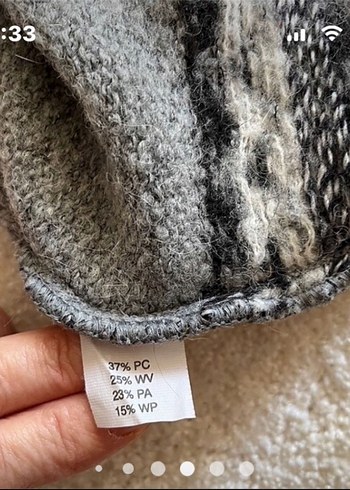 :33
37% PC
25% WV
23% PA
15% WP